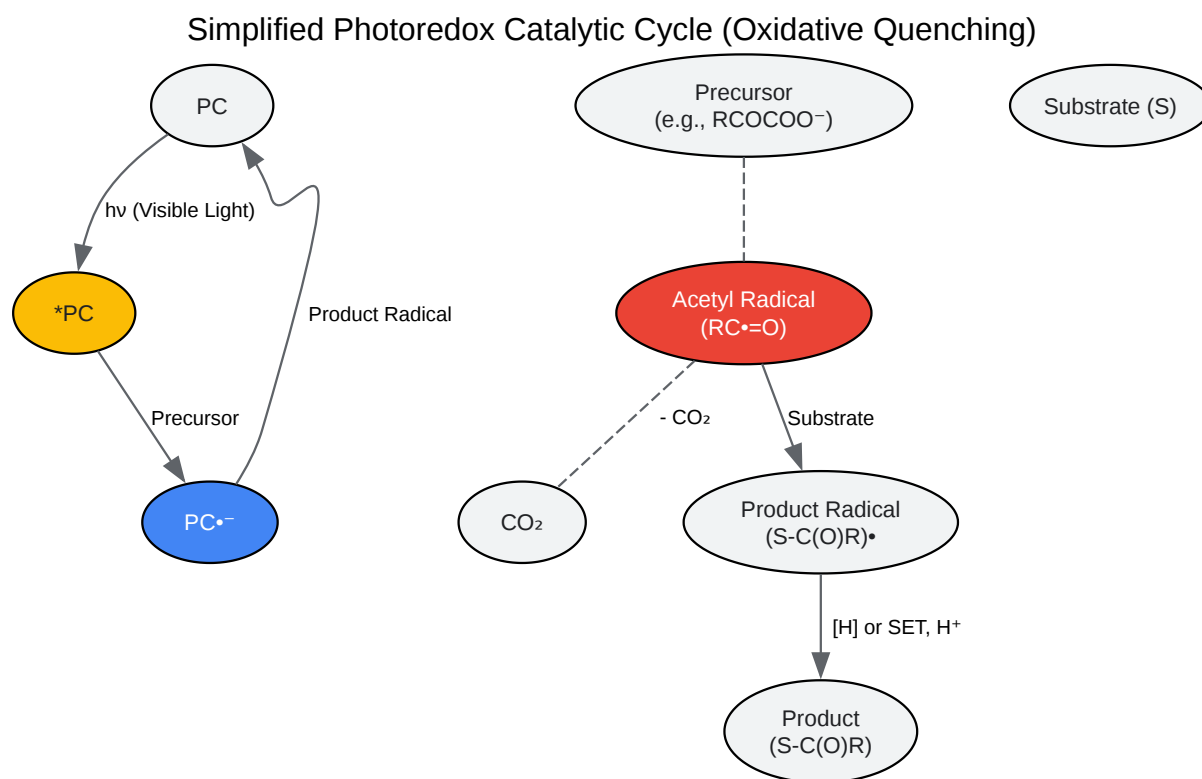 Simplified Photoredox Catalytic Cycle (Oxidative Quenching)
PC
Precursor
(e.g., RCOCOO⁻)
Substrate (S)
hν (Visible Light)
*PC
Acetyl Radical
(RC•=O)
Product Radical
Precursor
- CO₂
Substrate
PC•⁻
CO₂
Product Radical
(S-C(O)R)•
[H] or SET, H⁺
Product
(S-C(O)R)